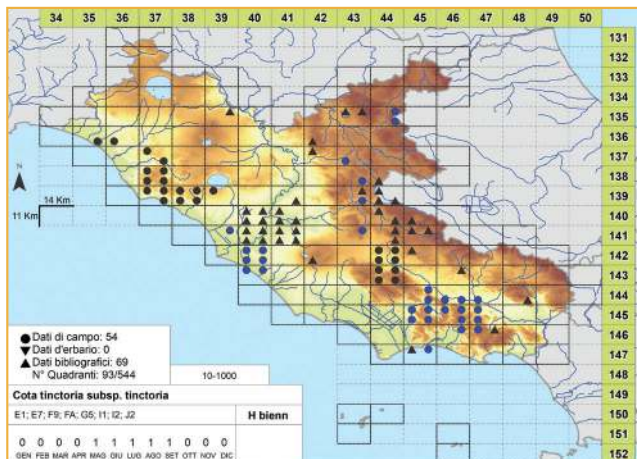 34 35 36 37 38 39 40 41 42 43 44 45 46 47 48 49 50
131
132
133
134
135
136
137
138
139
140
141
142
143
144
145
146
147
148
149
150
151
152
N
14 Km
11 Km
Dati di campo: 54
Dati d'erbario: 0
Dati bibliografici: 69
N° Quadranti: 93/544
10-1000
Cota tinctoria subsp. tinctoria
E1; E7; F9; FA; G5; I1; I2; J2
H bienn
0 0 0 0 1 1 1 1 1 0 0 0
GEN FEB MAR APR MAG GIU LUG AGO SET OTT NOV DIC